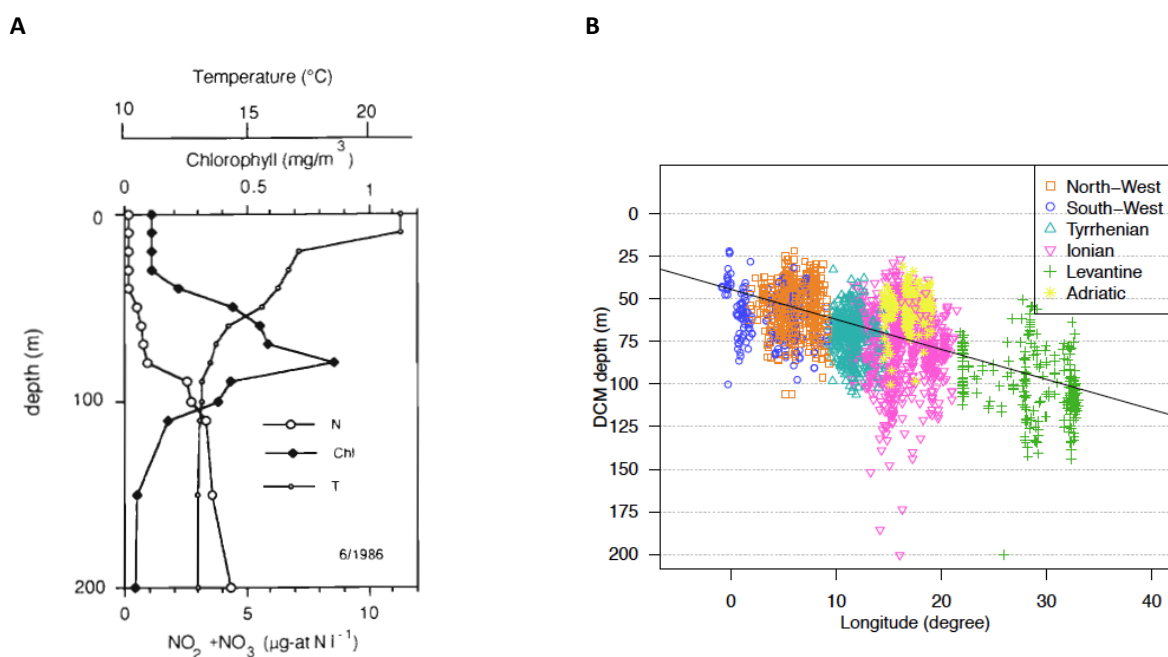 A
B
Temperature (°C)
10 15 20
Chlorophyll (mg/m³)
0 0.5 1
0
100
200
depth (m)
N
Chl
T
6/1986
0 5 10
NO₂ +NO₃ (µg-at N l⁻¹)
North−West
South−West
Tyrrhenian
Ionian
Levantine
Adriatic
0
25
50
75
100
125
150
175
200
DCM depth (m)
0 10 20 30 40
Longitude (degree)